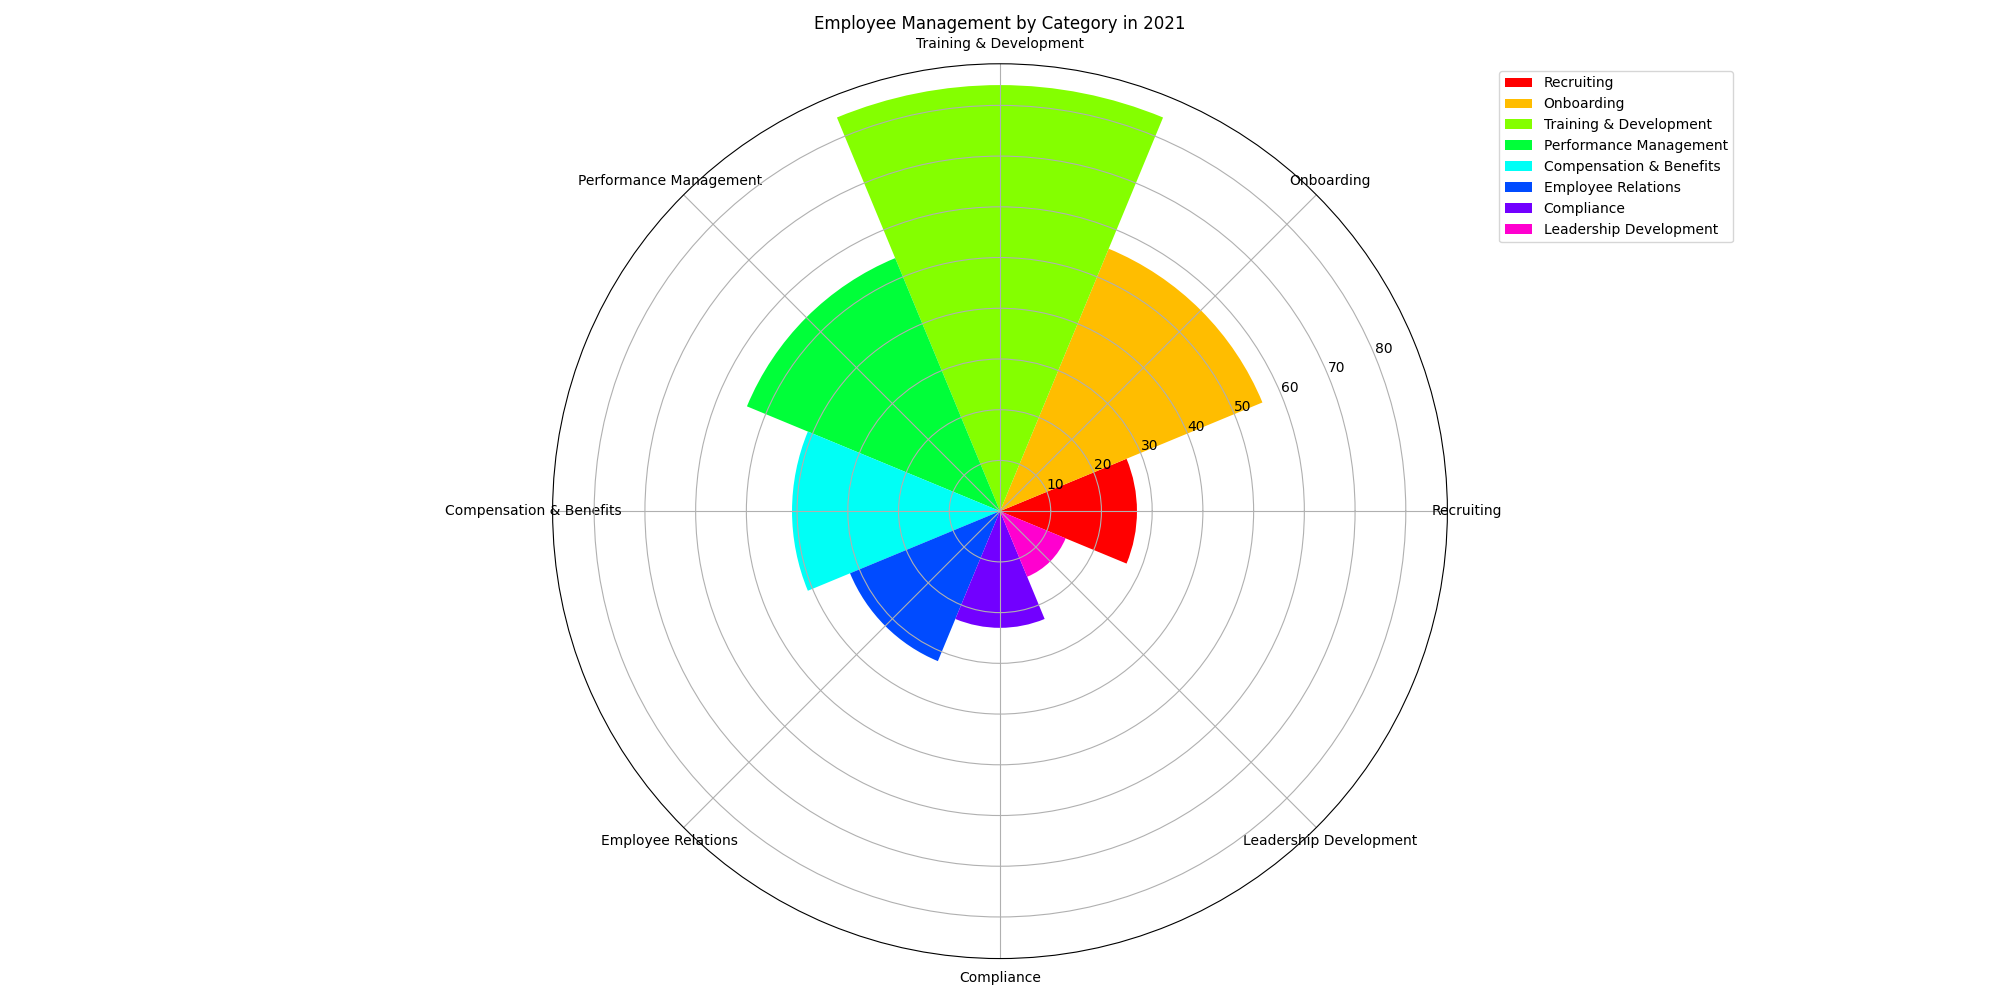 Employee Management by Category in 2021
Training & Development
Performance Management
Onboarding
Compensation & Benefits
Recruiting
Employee Relations
Leadership Development
Compliance
10
20
30
40
50
60
70
80
Recruiting
Onboarding
Training & Development
Performance Management
Compensation & Benefits
Employee Relations
Compliance
Leadership Development